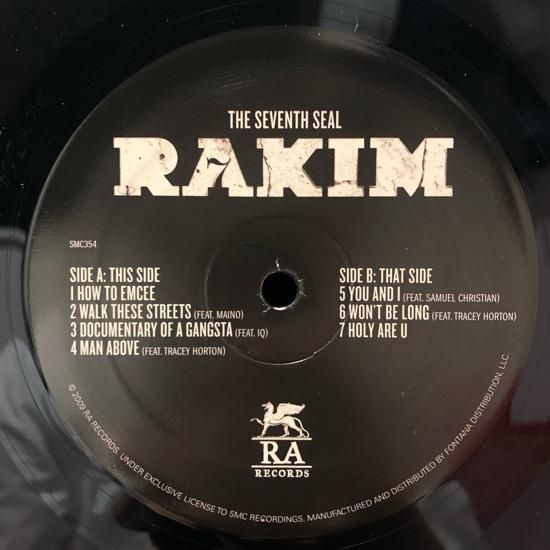 THE SEVENTH SEAL
RAKIM
SMC354
SIDE A: THIS SIDE
1 HOW TO EMCEE
2 WALK THESE STREETS (FEAT. MAINO)
3 DOCUMENTARY OF A GANGSTA (FEAT. IQ)
4 MAN ABOVE (FEAT. TRACEY HORTON)
SIDE B: THAT SIDE
5 YOU AND I (FEAT. SAMUEL CHRISTIAN)
6 WON'T BE LONG (FEAT. TRACEY HORTON)
7 HOLY ARE U
RA
RECORDS
© 2009 RA RECORDS. UNDER EXCLUSIVE LICENSE TO SMC RECORDINGS. MANUFACTURED AND DISTRIBUTED BY FONTANA DISTRIBUTION, LLC.